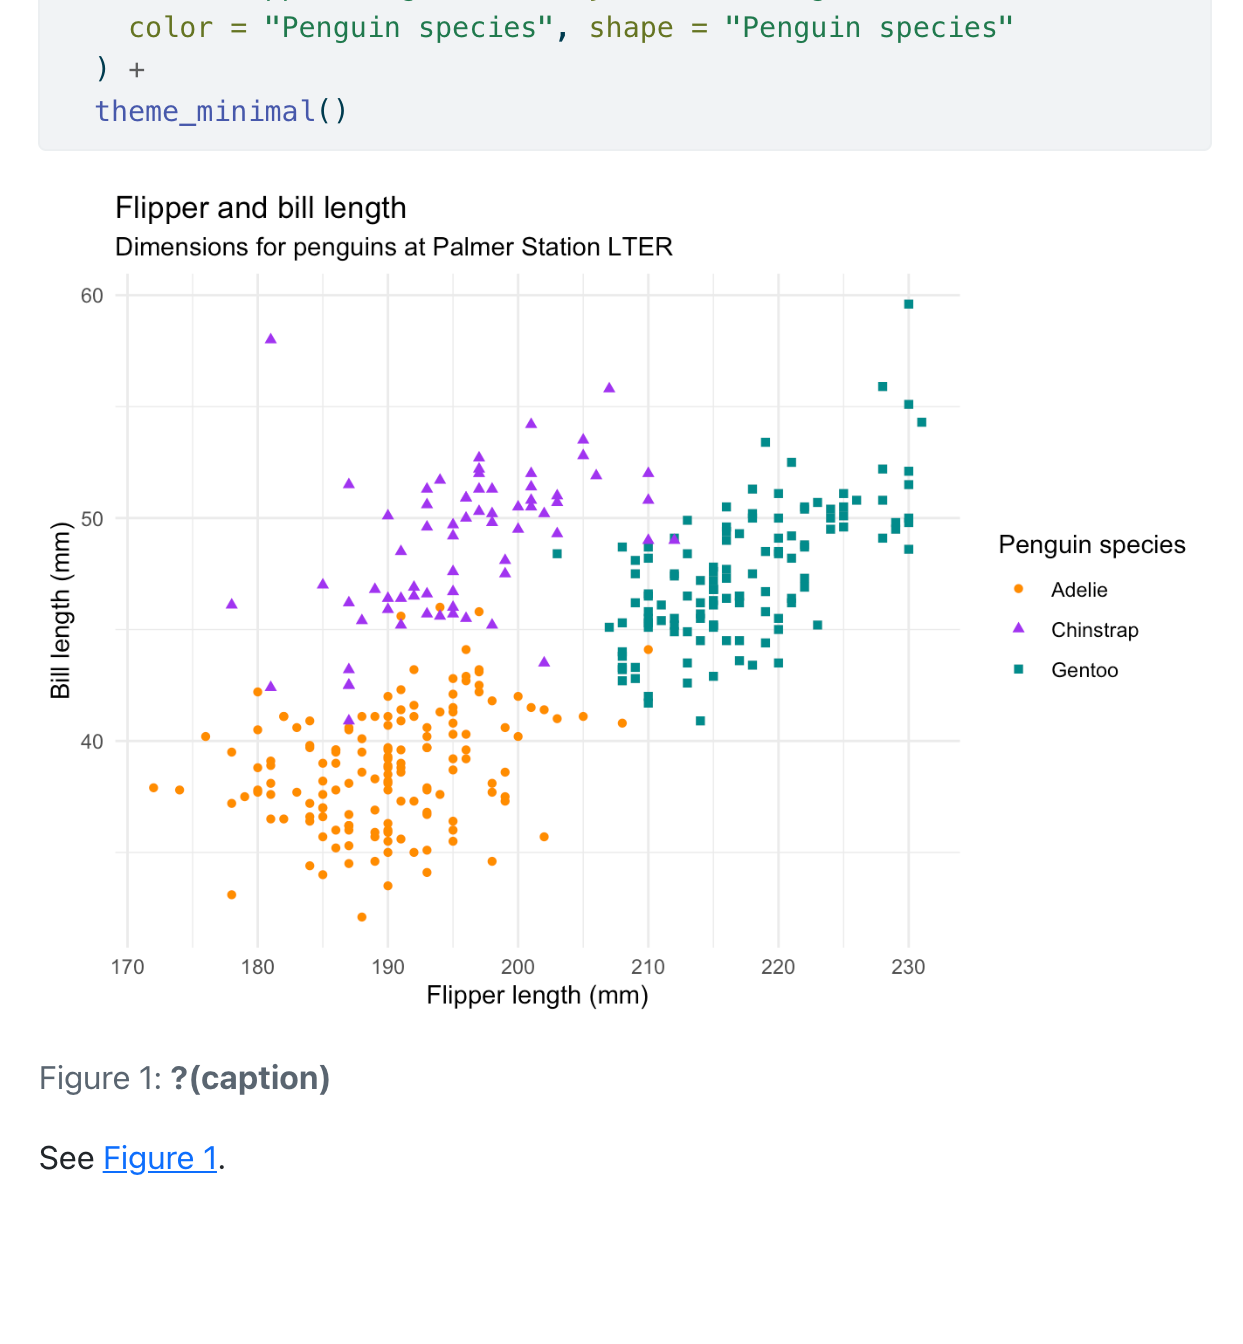 color = "Penguin species", shape = "Penguin species"
) +
theme_minimal()
Flipper and bill length
Dimensions for penguins at Palmer Station LTER
60
50
40
Bill length (mm)
170 180 190 200 210 220 230
Flipper length (mm)
Penguin species
Adelie
Chinstrap
Gentoo
Figure 1: ?(caption)
See Figure 1.